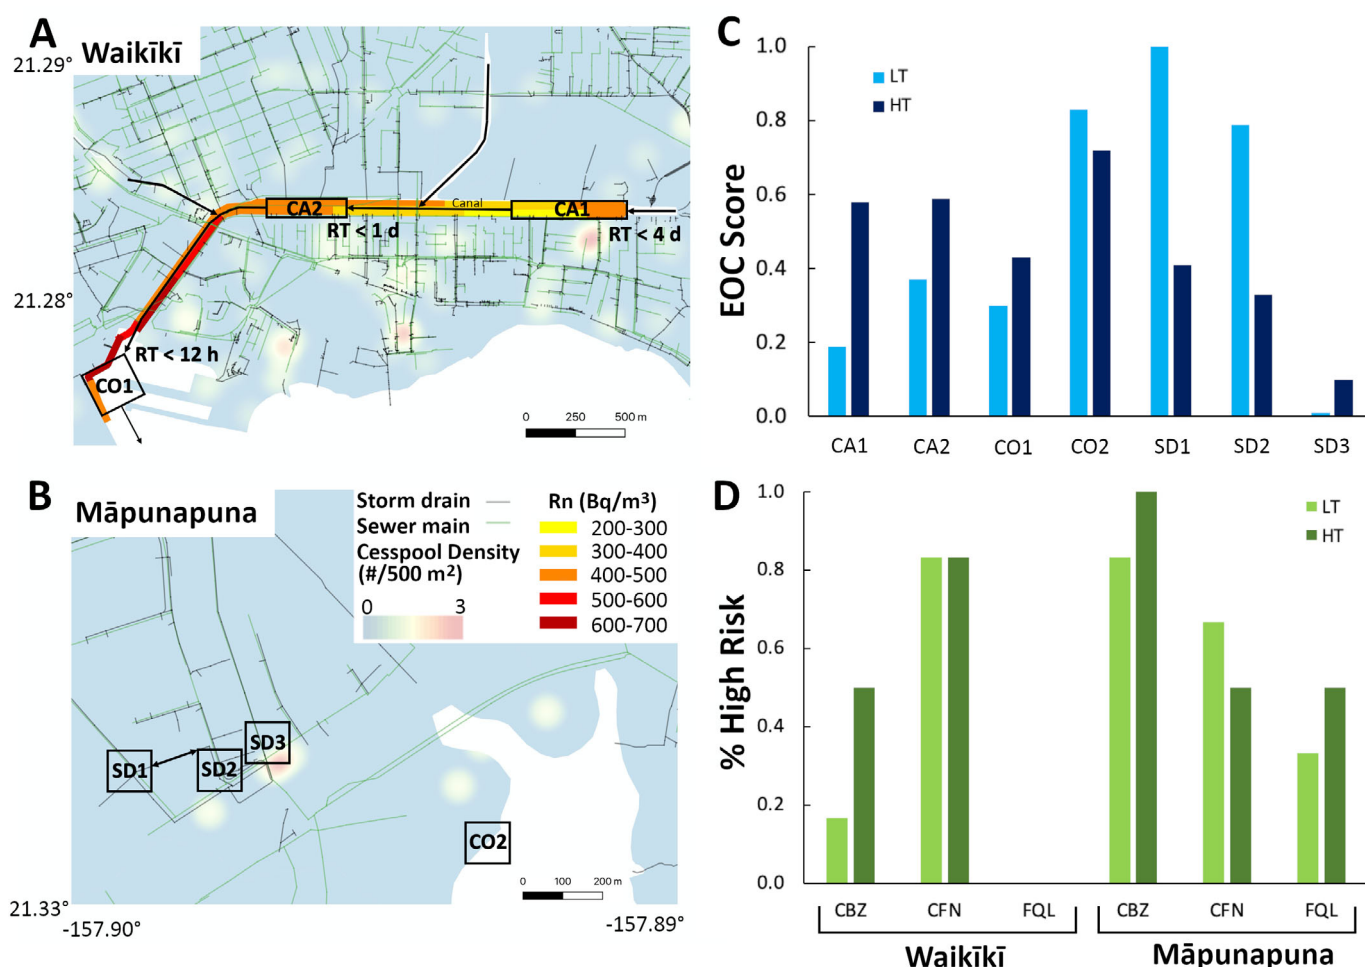 A
Waikīkī
21.29°
21.28°
CA2
Canal
CA1
RT < 1 d
RT < 4 d
RT < 12 h
CO1
0 250 500 m
B
Māpunapuna
Storm drain
Sewer main
Cesspool Density
(#/500 m²)
0 3
Rn (Bq/m³)
200-300
300-400
400-500
500-600
600-700
SD1
SD2
SD3
CO2
0 100 200 m
21.33°
-157.90°
-157.89°
C
EOC Score
1.0
0.8
0.6
0.4
0.2
0.0
LT
HT
CA1 CA2 CO1 CO2 SD1 SD2 SD3
D
% High Risk
1.0
0.8
0.6
0.4
0.2
0.0
LT
HT
CBZ CFN FQL CBZ CFN FQL
Waikīkī Māpunapuna